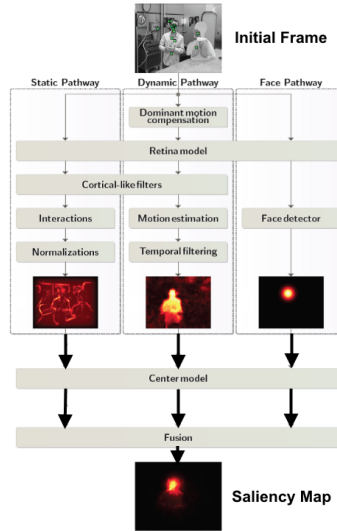 Initial Frame
Static Pathway
Dynamic Pathway
Face Pathway
Dominant motion
compensation
Retina model
Cortical-like filters
Interactions
Motion estimation
Face detector
Normalizations
Temporal filtering
Center model
Fusion
Saliency Map